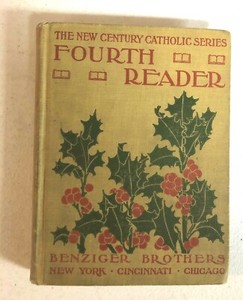 THE NEW CENTURY CATHOLIC SERIES
FOURTH
READER
BENZIGER BROTHERS
NEW YORK · CINCINNATI · CHICAGO